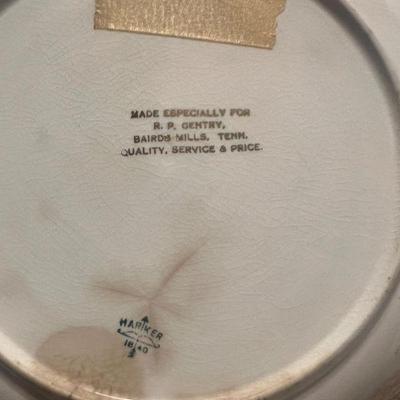 MADE ESPECIALLY FOR
R. P. GENTRY,
BAIRDS MILLS, TENN.
QUALITY, SERVICE & PRICE.
HARKER
1840